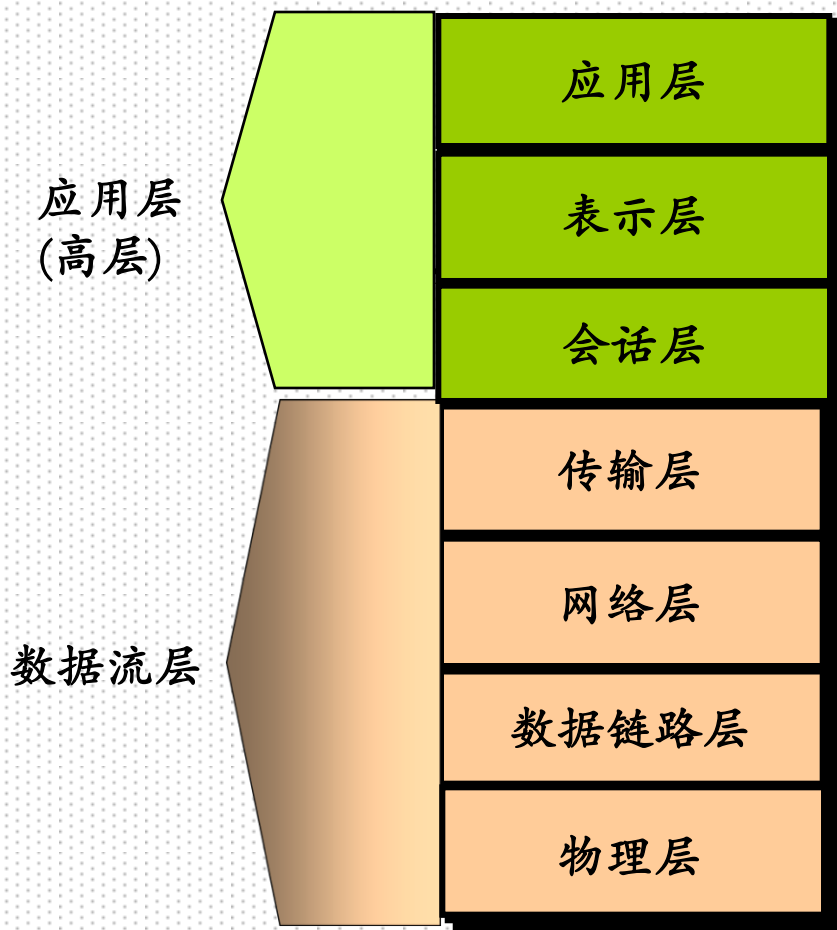 应用层
(高层)
应用层
表示层
会话层
数据流层
传输层
网络层
数据链路层
物理层